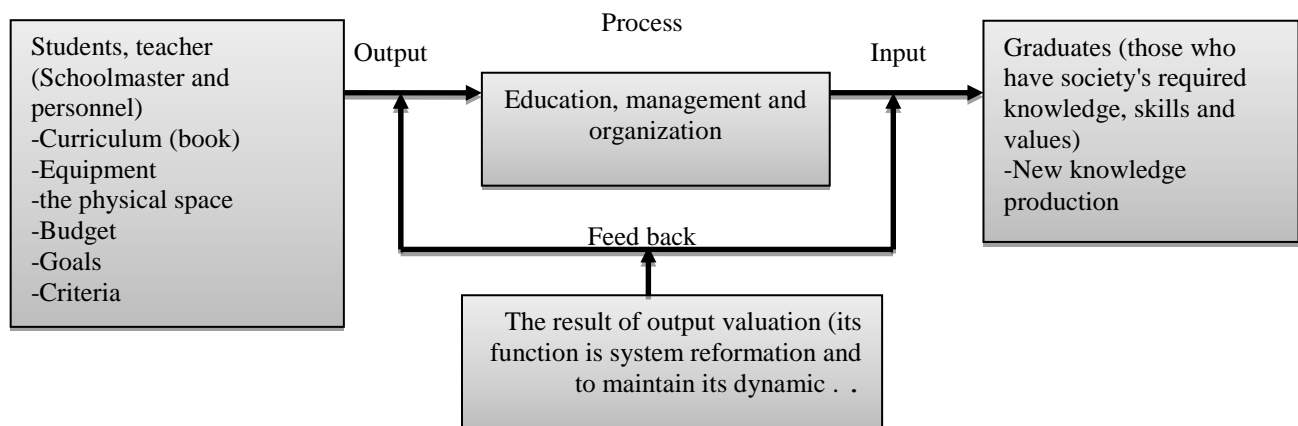 Process
Output
Input
Students, teacher
(Schoolmaster and
personnel)
-Curriculum (book)
-Equipment
the physical space
-Budget
-Goals
-Criteria
Education, management and
organization
Graduates (those who
have society's required
knowledge, skills and
values)
-New knowledge
production
Feed back
The result of output valuation (its
function is system reformation and
to maintain its dynamic . .